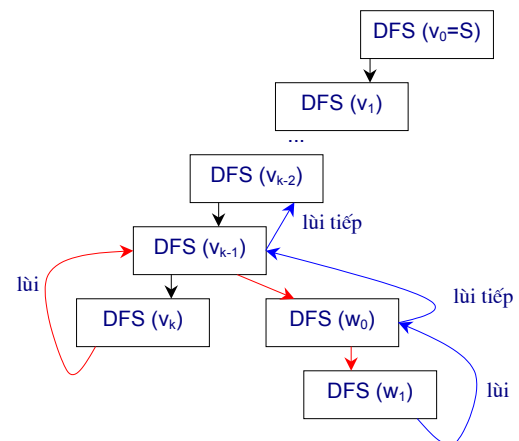 DFS (v₀=S)
DFS (v₁)
...
DFS (vₖ₋₂)
lùi tiếp
DFS (vₖ₋₁)
lùi
lùi tiếp
DFS (vₖ)
DFS (w₀)
DFS (w₁)
lùi